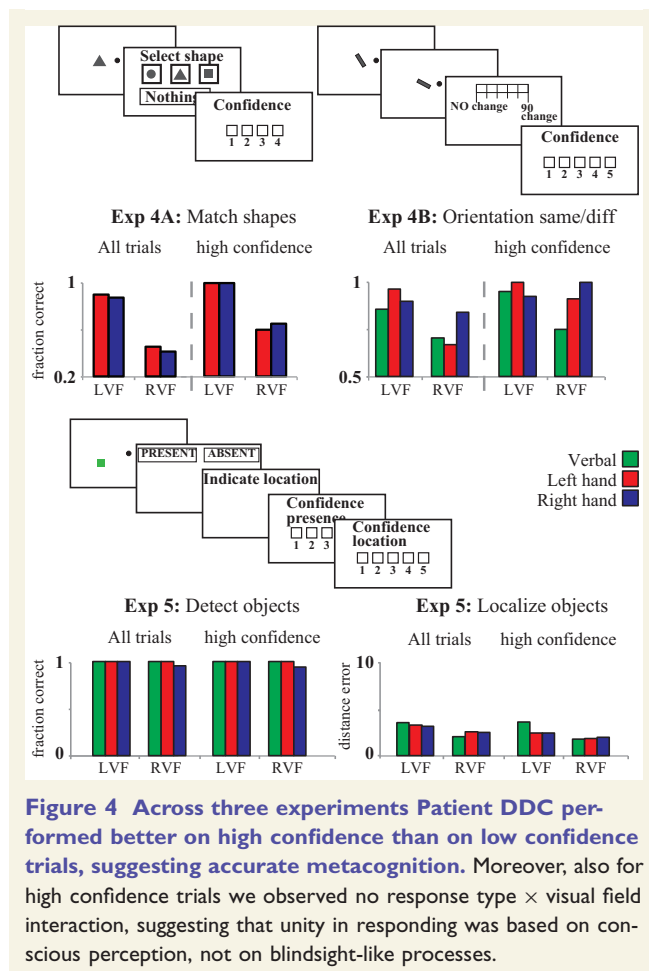 Select shape
Nothing
Confidence
1 2 3 4
NO change 90 change
Confidence
1 2 3 4 5
Exp 4A: Match shapes
All trials high confidence
fraction correct
1
0.2
LVF RVF LVF RVF
Exp 4B: Orientation same/diff
All trials high confidence
1
0.5
LVF RVF LVF RVF
PRESENT ABSENT
Indicate location
Confidence
presence
1 2 3
Confidence
location
1 2 3 4 5
Verbal
Left hand
Right hand
Exp 5: Detect objects
All trials high confidence
fraction correct
1
0
LVF RVF LVF RVF
Exp 5: Localize objects
All trials high confidence
distance error
10
0
LVF RVF LVF RVF
Figure 4 Across three experiments Patient DDC per-
formed better on high confidence than on low confidence
trials, suggesting accurate metacognition. Moreover, also for
high confidence trials we observed no response type × visual field
interaction, suggesting that unity in responding was based on con-
scious perception, not on blindsight-like processes.